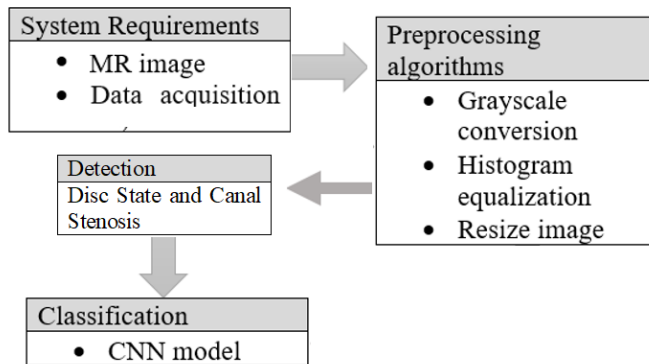 System Requirements
• MR image
• Data acquisition
Preprocessing
algorithms
• Grayscale
conversion
• Histogram
equalization
• Resize image
Detection
Disc State and Canal
Stenosis
Classification
• CNN model